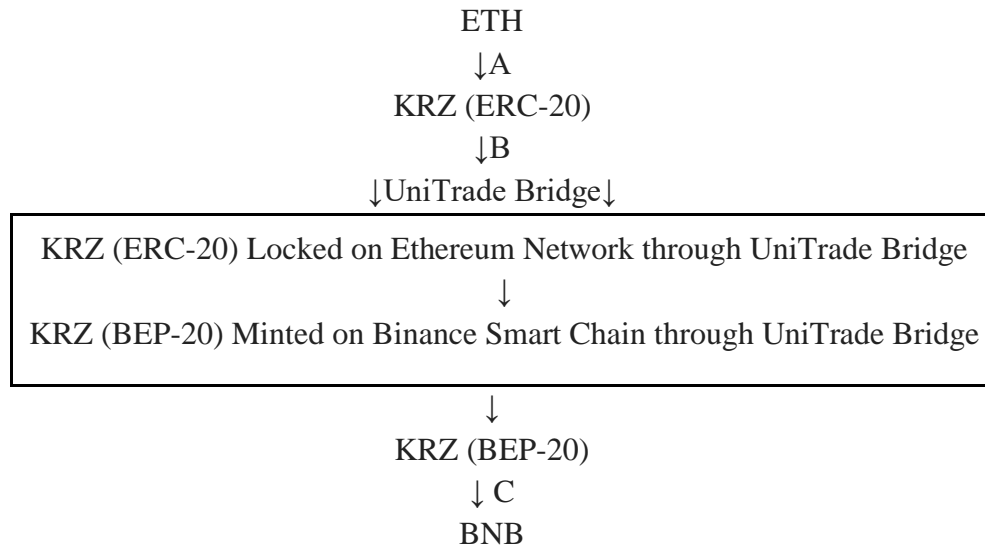 ETH
↓A
KRZ (ERC-20)
↓B
↓UniTrade Bridge↓
KRZ (ERC-20) Locked on Ethereum Network through UniTrade Bridge
↓
KRZ (BEP-20) Minted on Binance Smart Chain through UniTrade Bridge
↓
KRZ (BEP-20)
↓ C
BNB